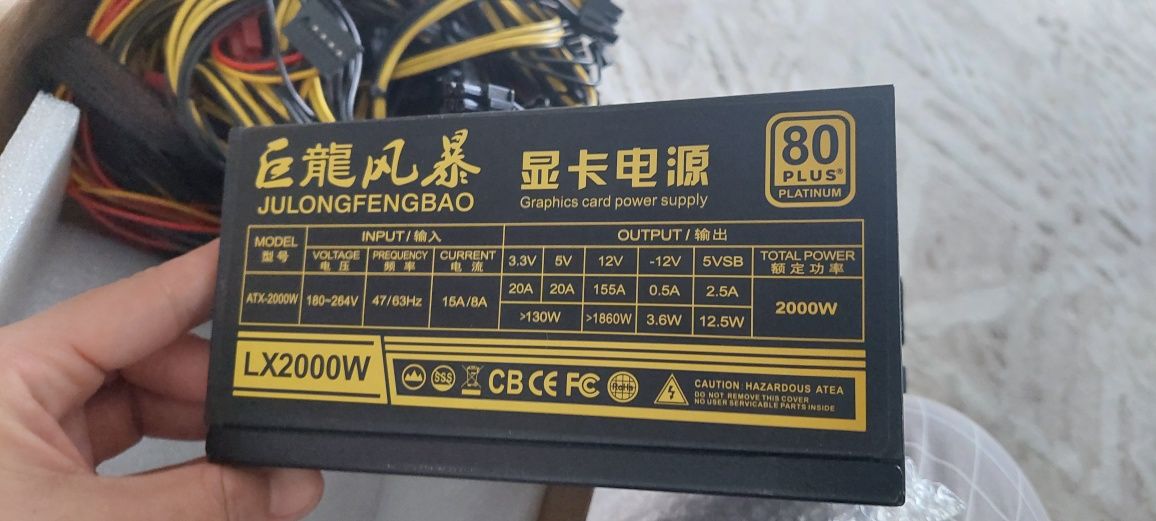 巨龍风暴
JULONGFENGBAO
显卡电源
Graphics card power supply
80
PLUS®
PLATINUM
MODEL
型号
INPUT/输入
OUTPUT/输出
VOLTAGE
电压
PREQUENCY
频率
CURRENT
电流
3.3V 5V 12V -12V 5VSB
TOTAL POWER
额定功率
ATX-2000W 180~264V 47/63Hz 15A/8A
20A 20A 155A 0.5A 2.5A
>130W >1860W 3.6W 12.5W
2000W
LX2000W
SSS
CB CE FC
RoHs
CAUTION: HAZARDOUS ATEA
DO NOT REMOVE THIS COVER
NO USER SERVICABLE PARTS INSIDE